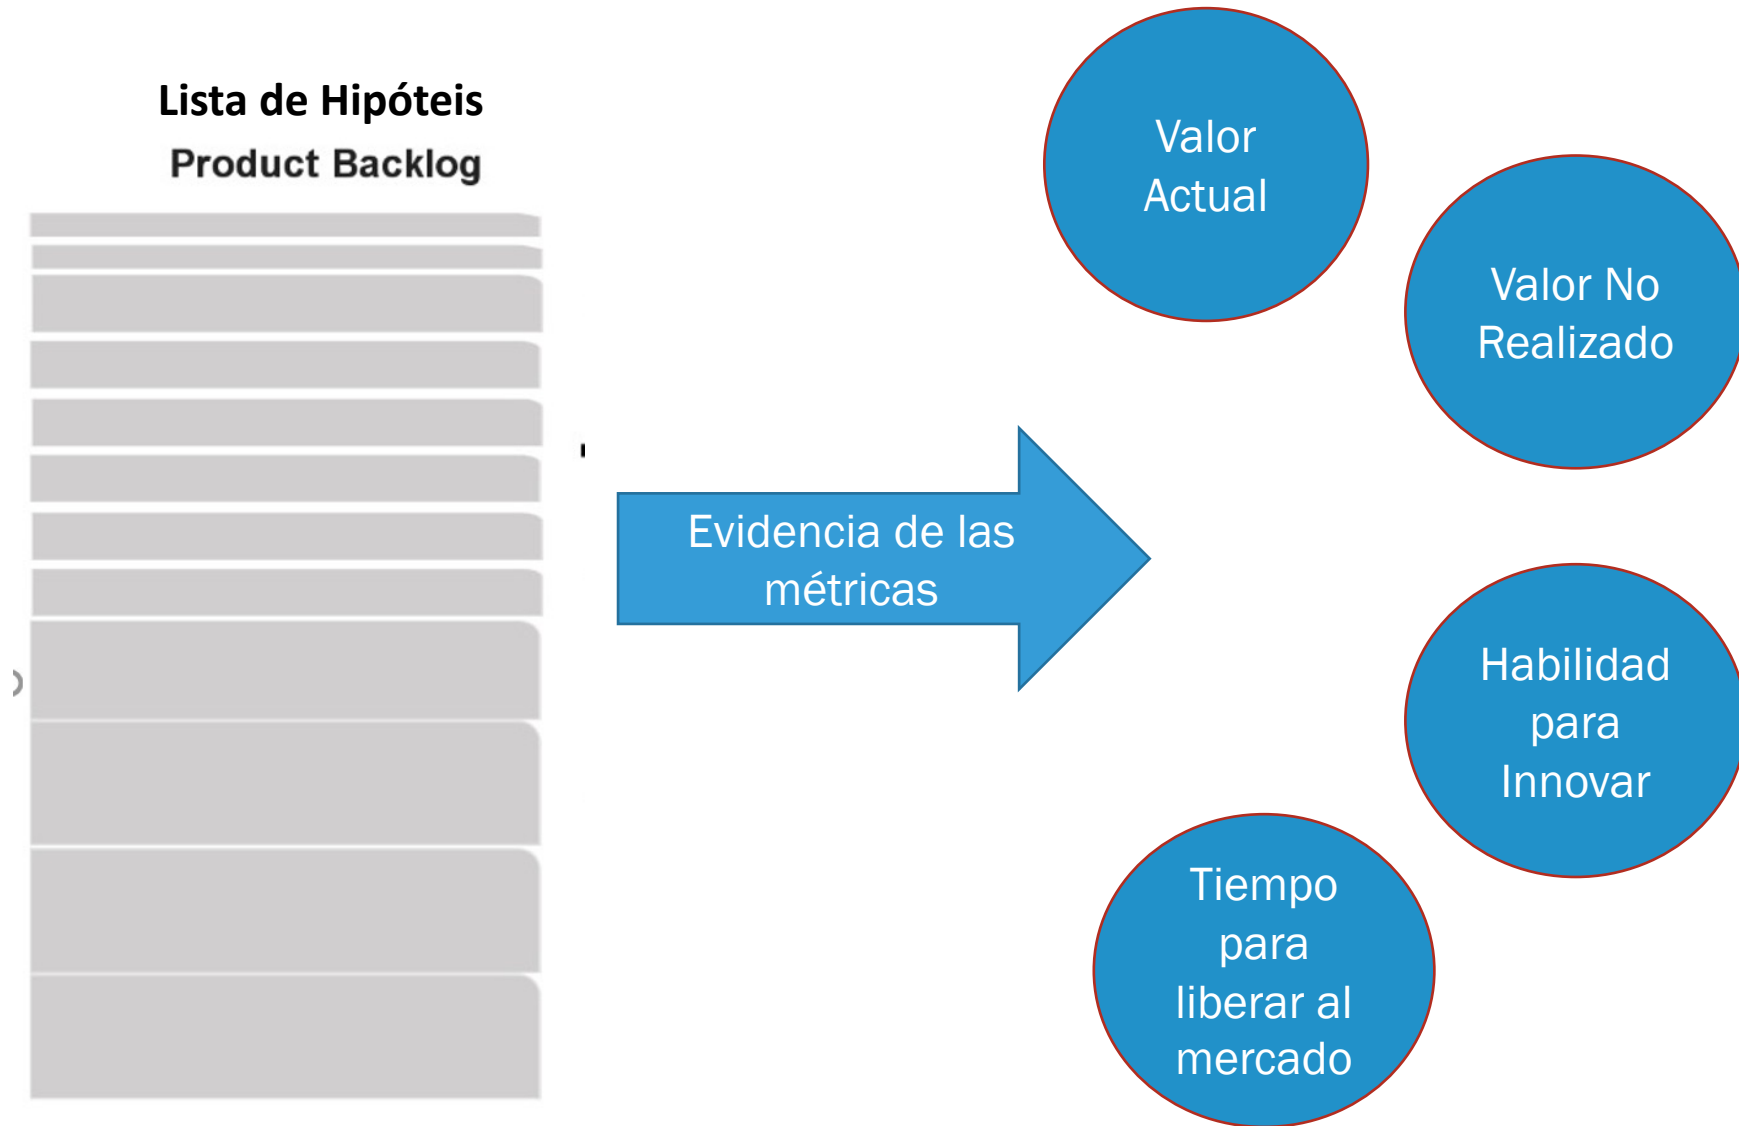 Lista de Hipóteis
Product Backlog
Evidencia de las
métricas
Valor
Actual
Valor No
Realizado
Habilidad
para
Innovar
Tiempo
para
liberar al
mercado